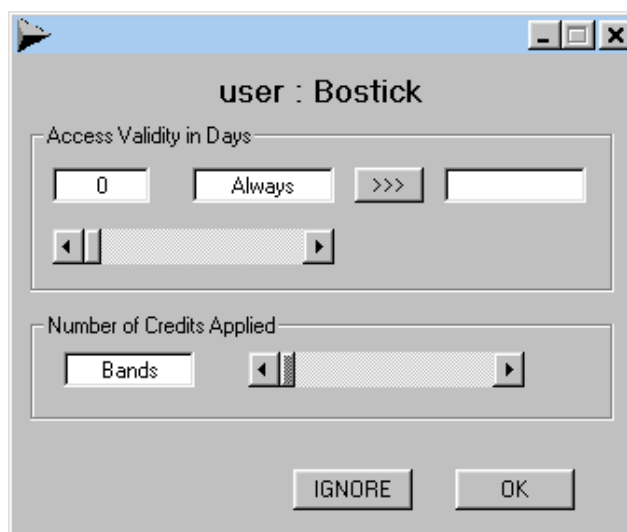 user : Bostick
Access Validity in Days
0 Always >>>
Number of Credits Applied
Bands
IGNORE OK